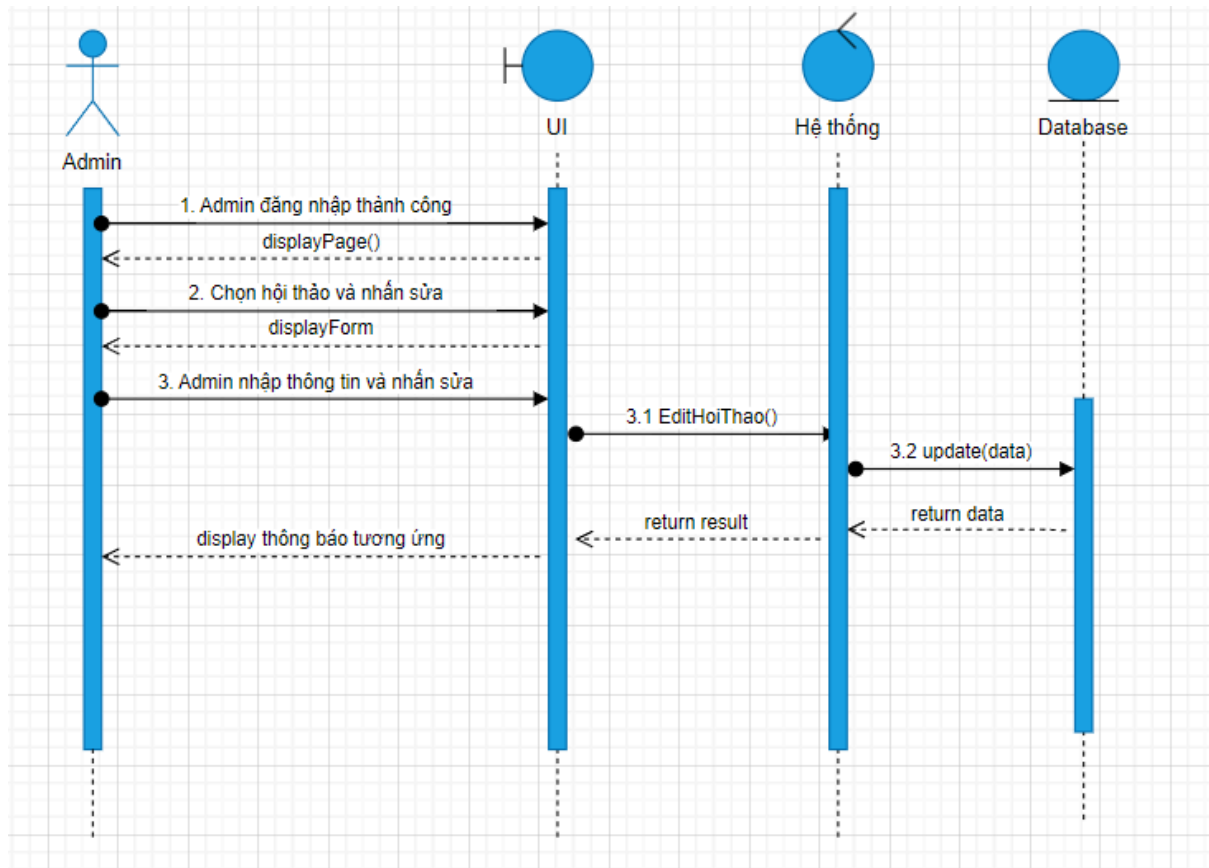 UI
Hệ thống
Database
Admin
1. Admin đăng nhập thành công
displayPage()
2. Chọn hội thảo và nhấn sửa
displayForm
3. Admin nhập thông tin và nhấn sửa
3.1 EditHoiThao()
3.2 update(data)
return data
return result
display thông báo tương ứng